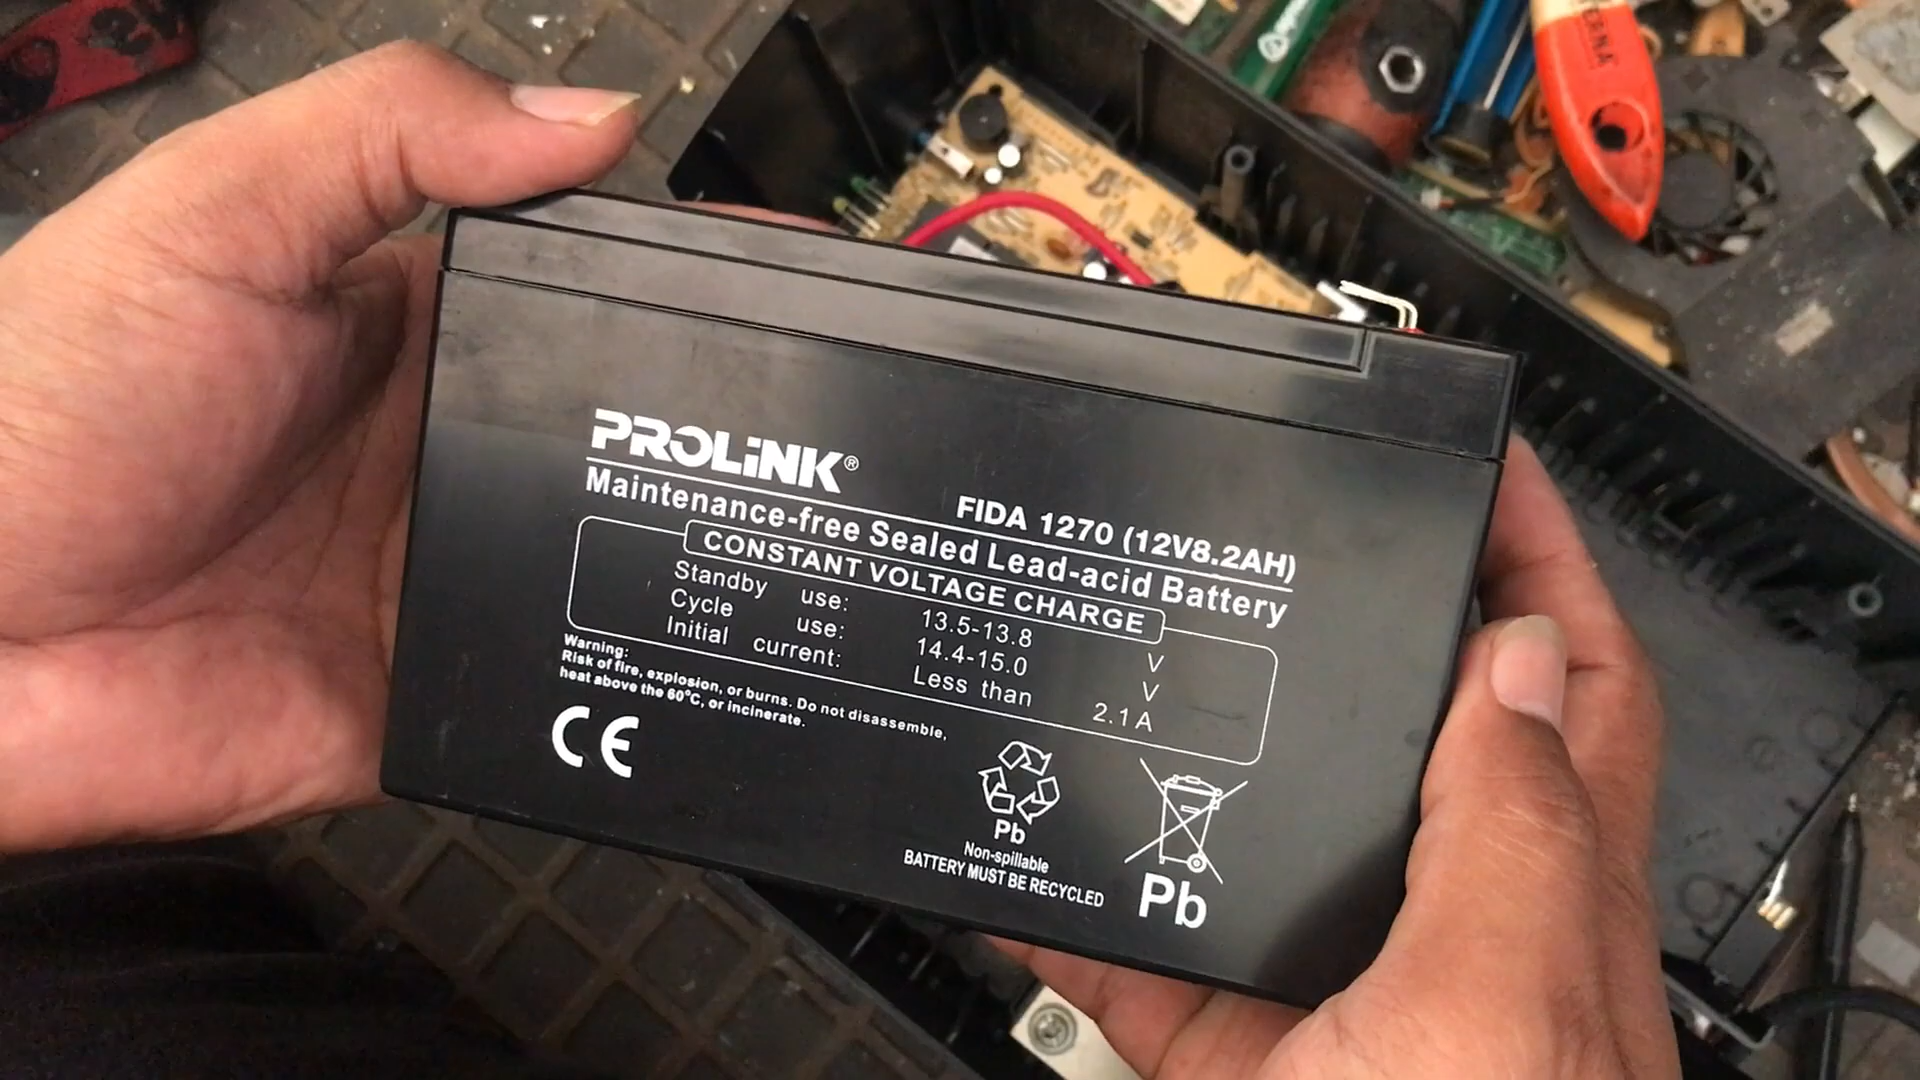 PROLiNK®
FIDA 1270 (12V8.2AH)
Maintenance-free Sealed Lead-acid Battery
CONSTANT VOLTAGE CHARGE
Standby use: 13.5-13.8 V
Cycle use: 14.4-15.0 V
Initial current: Less than 2.1A
Warning:
Risk of fire, explosion, or burns. Do not disassemble,
heat above the 60°C, or incinerate.
CE
Pb
Non-spillable
BATTERY MUST BE RECYCLED
Pb